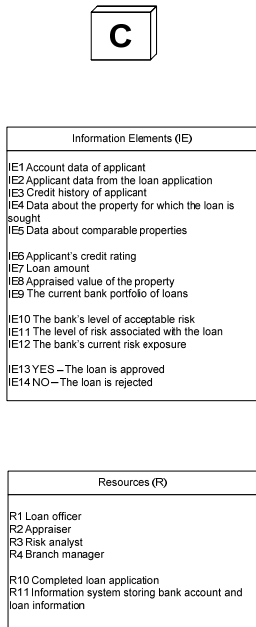 C
Information Elements (IE)
IE1 Account data of applicant
IE2 Applicant data from the loan application
IE3 Credit history of applicant
IE4 Data about the property for which the loan is
sought
IE5 Data about comparable properties
IE6 Applicant's credit rating
IE7 Loan amount
IE8 Appraised value of the property
IE9 The current bank portfolio of loans
IE10 The bank's level of acceptable risk
IE11 The level of risk associated with the loan
IE12 The bank's current risk exposure
IE13 YES – The loan is approved
IE14 NO – The loan is rejected
Resources (R)
R1 Loan officer
R2 Appraiser
R3 Risk analyst
R4 Branch manager
R10 Completed loan application
R11 Information system storing bank account and
loan information